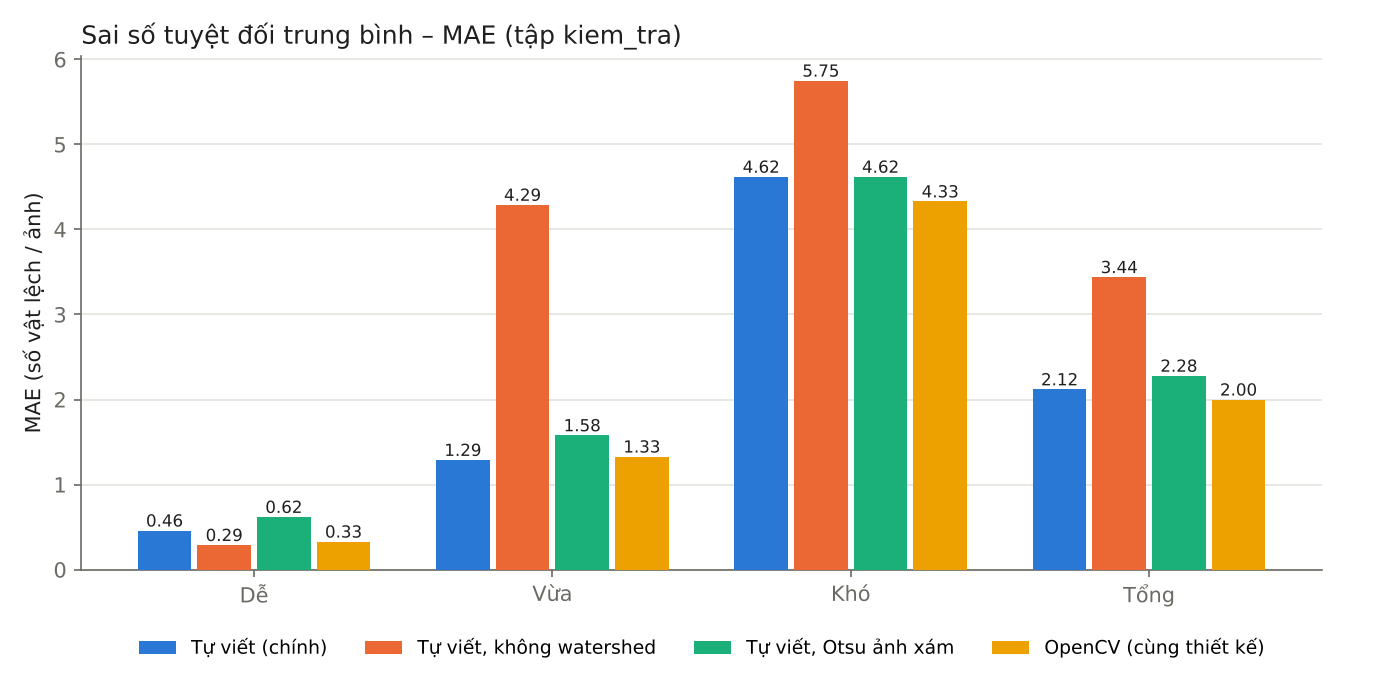 Sai số tuyệt đối trung bình – MAE (tập kiem_tra)
MAE (số vật lệch / ảnh)
6
5
4
3
2
1
0
0.46 0.29 0.62 0.33
1.29 4.29 1.58 1.33
4.62 5.75 4.62 4.33
2.12 3.44 2.28 2.00
Dễ Vừa Khó Tổng
Tự viết (chính) Tự viết, không watershed Tự viết, Otsu ảnh xám OpenCV (cùng thiết kế)